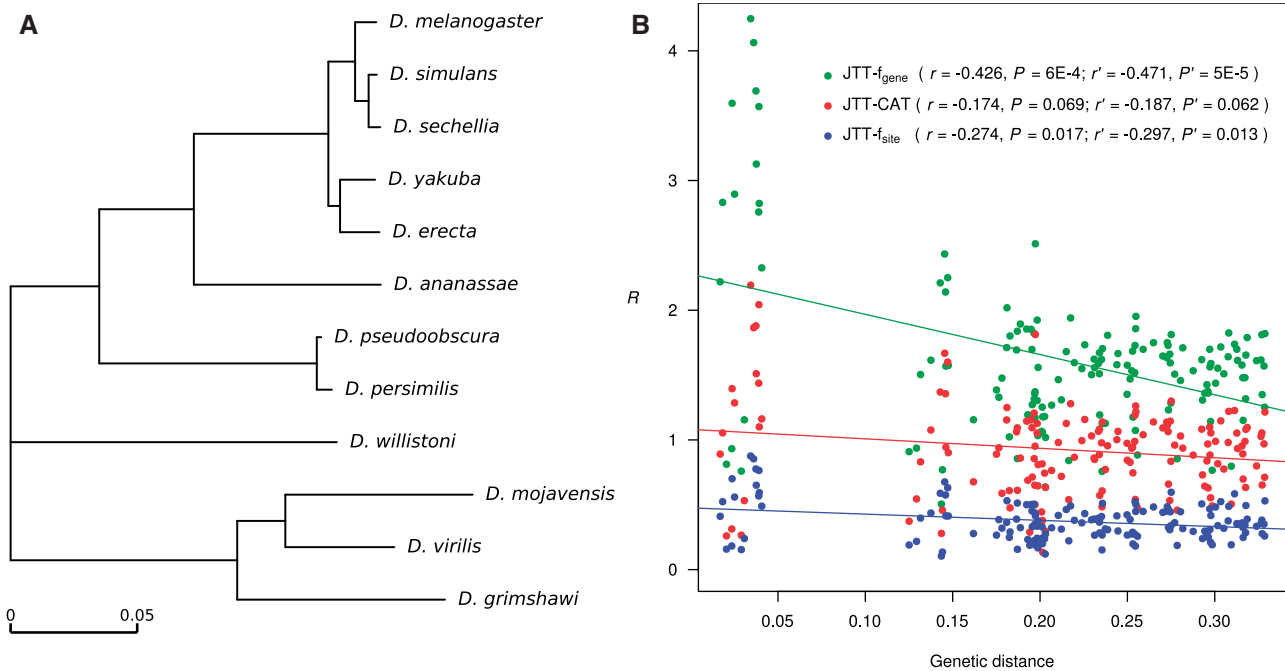 A
D. melanogaster
D. simulans
D. sechellia
D. yakuba
D. erecta
D. ananassae
D. pseudoobscura
D. persimilis
D. willistoni
D. mojavensis
D. virilis
D. grimshawi
0 0.05
B
JTT-fgene ( r = -0.426, P = 6E-4; r' = -0.471, P' = 5E-5 )
JTT-CAT ( r = -0.174, P = 0.069; r' = -0.187, P' = 0.062 )
JTT-fsite ( r = -0.274, P = 0.017; r' = -0.297, P' = 0.013 )
R
4
3
2
1
0
0.05 0.10 0.15 0.20 0.25 0.30
Genetic distance